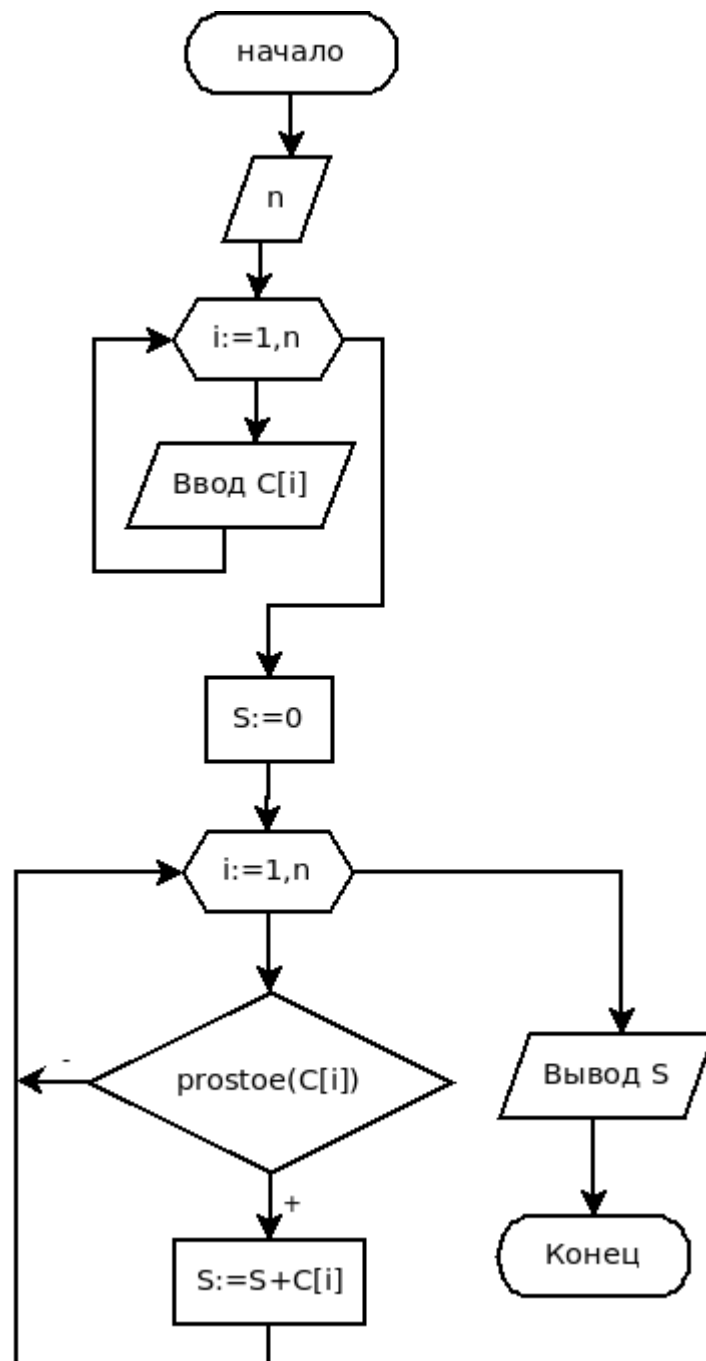 начало
n
i:=1,n
Ввод C[i]
S:=0
i:=1,n
prostoe(C[i])
-
+
S:=S+C[i]
Вывод S
Конец